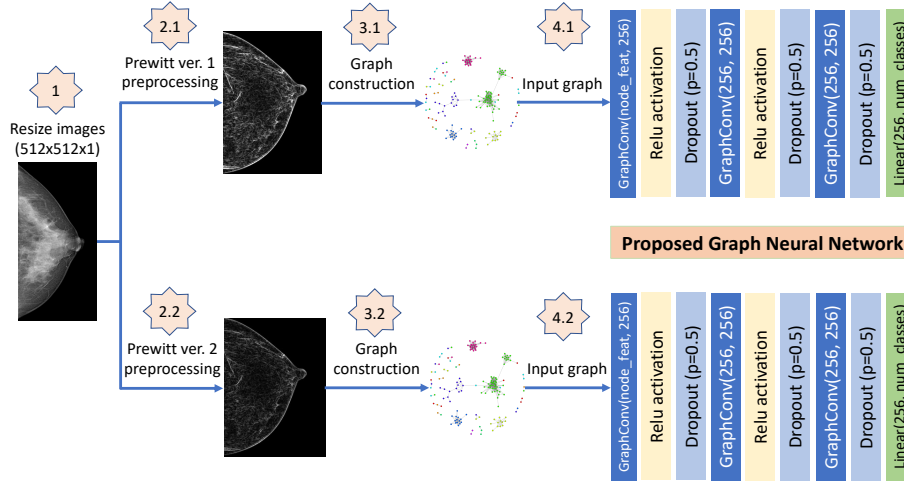 1
Resize images
(512x512x1)
2.1
Prewitt ver. 1
preprocessing
3.1
Graph
construction
4.1
Input graph
GraphConv(node_feat, 256)
Relu activation
Dropout (p=0.5)
GraphConv(256, 256)
Relu activation
Dropout (p=0.5)
GraphConv(256, 256)
Dropout (p=0.5)
Linear(256, num_classes)
Proposed Graph Neural Network
2.2
Prewitt ver. 2
preprocessing
3.2
Graph
construction
4.2
Input graph
GraphConv(node_feat, 256)
Relu activation
Dropout (p=0.5)
GraphConv(256, 256)
Relu activation
Dropout (p=0.5)
GraphConv(256, 256)
Dropout (p=0.5)
Linear(256, num_classes)